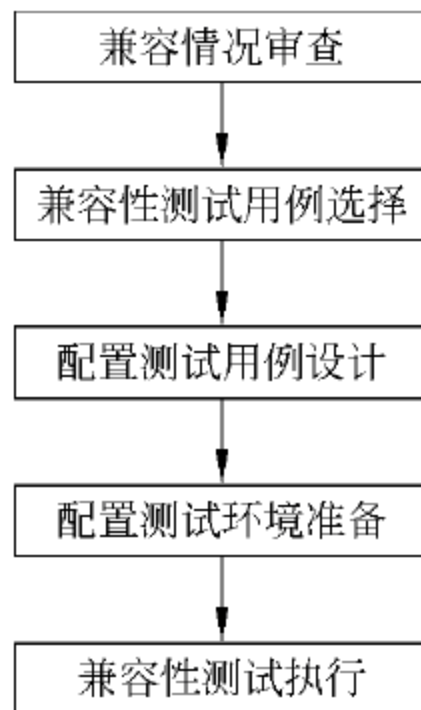 兼容情况审查
兼容性测试用例选择
配置测试用例设计
配置测试环境准备
兼容性测试执行